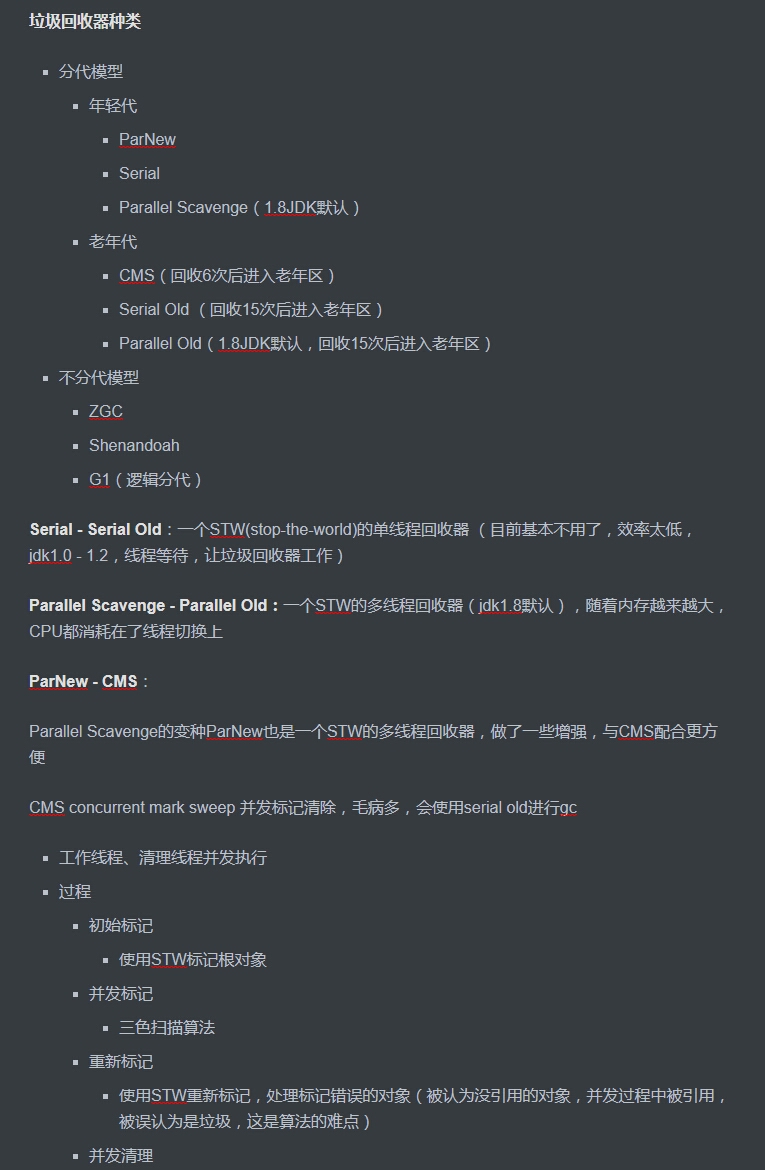 垃圾回收器种类
分代模型
年轻代
ParNew
Serial
Parallel Scavenge（1.8JDK默认）
老年代
CMS（回收6次后进入老年区）
Serial Old （回收15次后进入老年区）
Parallel Old（1.8JDK默认，回收15次后进入老年区）
不分代模型
ZGC
Shenandoah
G1（逻辑分代）
Serial - Serial Old：一个STW(stop-the-world)的单线程回收器 （目前基本不用了，效率太低，
jdk1.0 - 1.2，线程等待，让垃圾回收器工作）
Parallel Scavenge - Parallel Old：一个STW的多线程回收器（jdk1.8默认），随着内存越来越大，
CPU都消耗在了线程切换上
ParNew - CMS：
Parallel Scavenge的变种ParNew也是一个STW的多线程回收器，做了一些增强，与CMS配合更方
便
CMS concurrent mark sweep 并发标记清除，毛病多，会使用serial old进行gc
工作线程、清理线程并发执行
过程
初始标记
使用STW标记根对象
并发标记
三色扫描算法
重新标记
使用STW重新标记，处理标记错误的对象（被认为没引用的对象，并发过程中被引用，
被误认为是垃圾，这是算法的难点）
并发清理